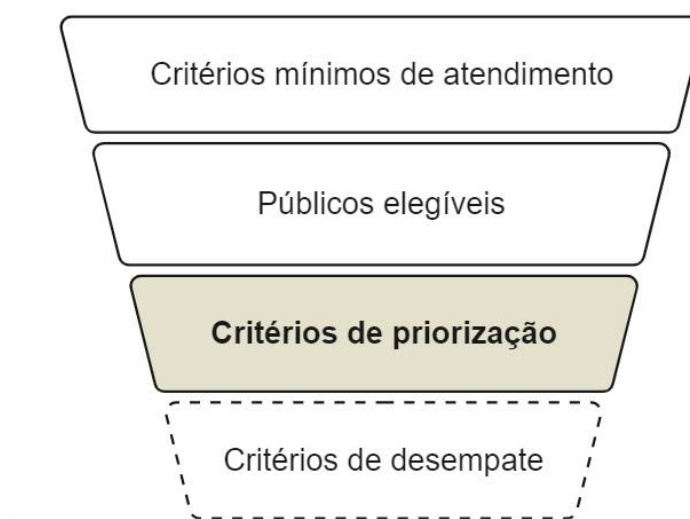 Critérios mínimos de atendimento
Públicos elegíveis
Critérios de priorização
Critérios de desempate